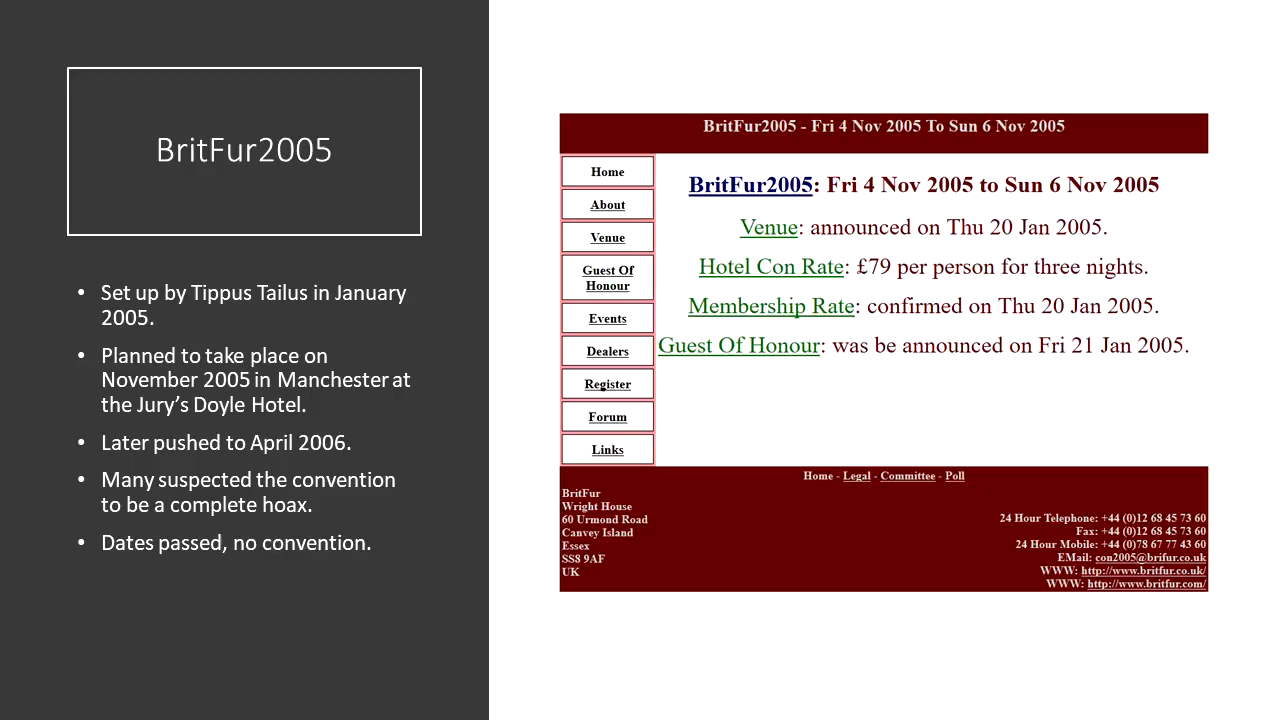 BritFur2005
• Set up by Tippus Tailus in January
2005.
• Planned to take place on
November 2005 in Manchester at
the Jury's Doyle Hotel.
• Later pushed to April 2006.
• Many suspected the convention
to be a complete hoax.
• Dates passed, no convention.
BritFur2005 - Fri 4 Nov 2005 To Sun 6 Nov 2005
Home
About
Venue
Guest Of
Honour
Events
Dealers
Register
Forum
Links
BritFur2005: Fri 4 Nov 2005 to Sun 6 Nov 2005
Venue: announced on Thu 20 Jan 2005.
Hotel Con Rate: £79 per person for three nights.
Membership Rate: confirmed on Thu 20 Jan 2005.
Guest Of Honour: was be announced on Fri 21 Jan 2005.
Home - Legal - Committee - Poll
BritFur
Wright House
60 Urmond Road
Canvey Island
Essex
SS8 9AF
UK
24 Hour Telephone: +44 (0)12 68 45 73 60
Fax: +44 (0)12 68 45 73 60
24 Hour Mobile: +44 (0)78 67 77 43 60
EMail: con2005@brifur.co.uk
WWW: http://www.britfur.co.uk/
WWW: http://www.britfur.com/